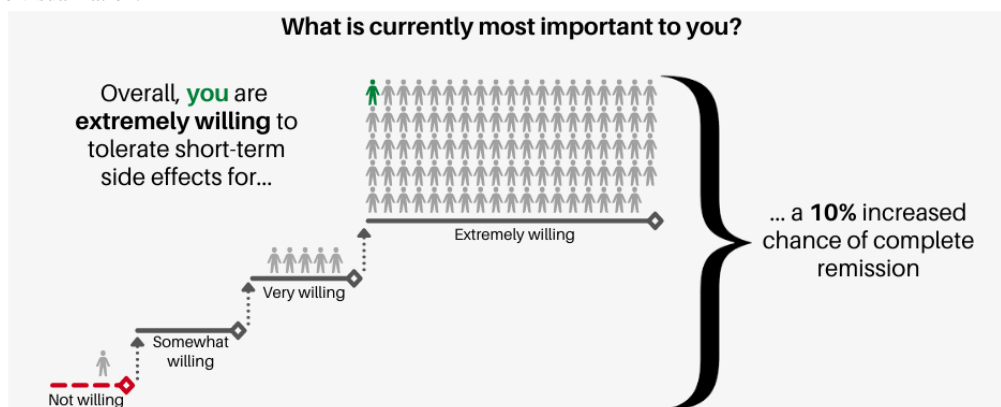 What is currently most important to you?
Overall, you are
extremely willing to
tolerate short-term
side effects for...
Extremely willing
... a 10% increased
chance of complete
remission
Very willing
Somewhat
willing
Not willing